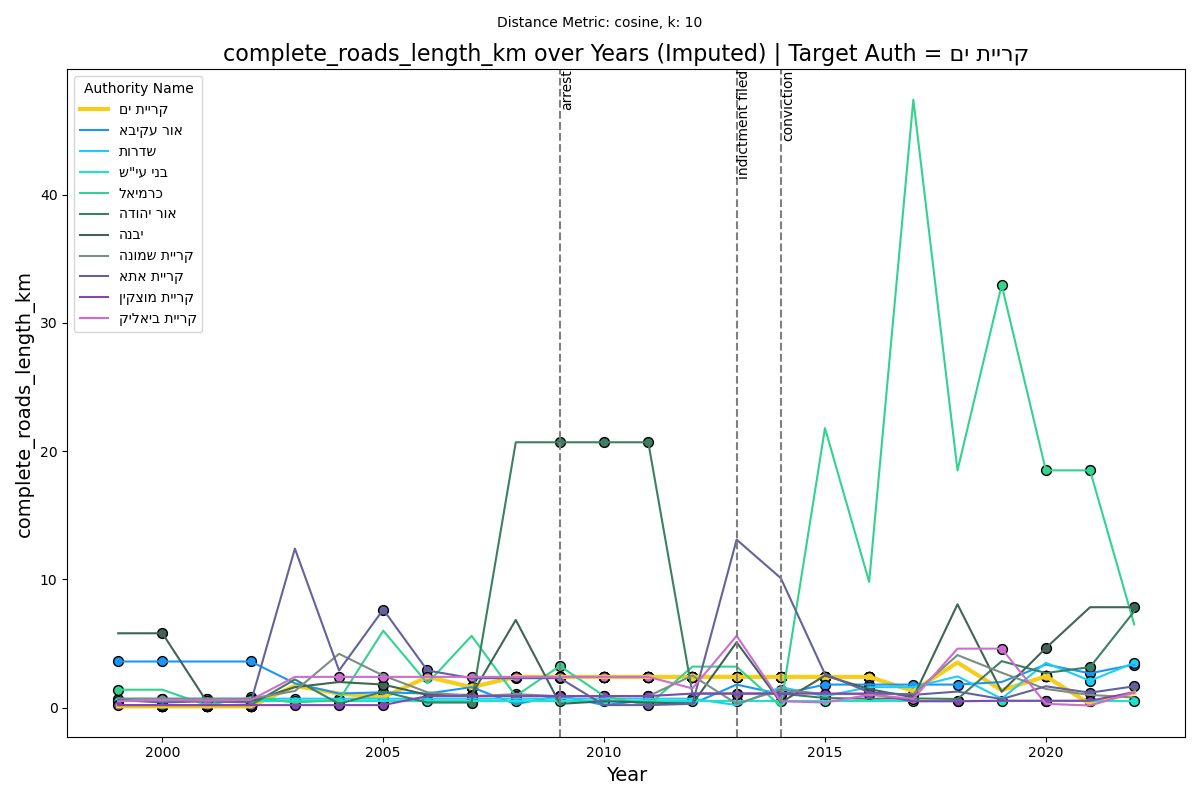 Distance Metric: cosine, k: 10
complete_roads_length_km over Years (Imputed) | Target Auth = קריית ים
Authority Name
קריית ים
אור עקיבא
שדרות
בני עי"ש
כרמיאל
אור יהודה
יבנה
קריית שמונה
קריית אתא
קריית מוצקין
קריית ביאליק
arrest
indictment filed
conviction
complete_roads_length_km
40
30
20
10
0
2000
2005
2010
2015
2020
Year